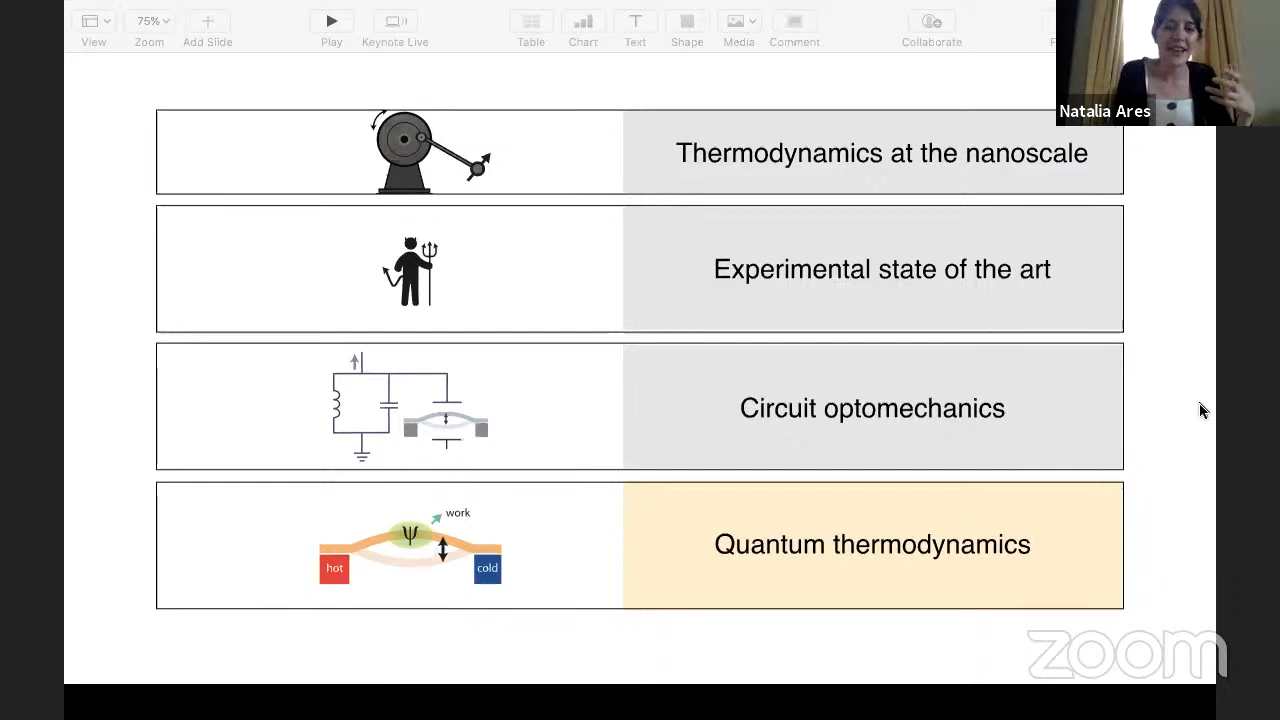 75%
View
Zoom
Add Slide
Play
Keynote Live
Table
Chart
Text
Shape
Media
Comment
Collaborate
Natalia Ares
Thermodynamics at the nanoscale
Experimental state of the art
Circuit optomechanics
ψ
work
hot
cold
Quantum thermodynamics
zoom